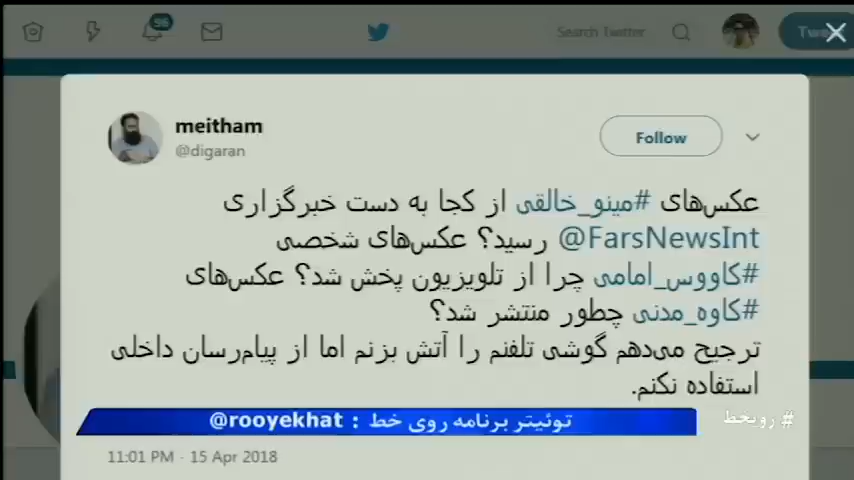 96
Search Twitter
meitham
@digaran
Follow
عکس‌های #مینو_خالقی از کجا به دست خبرگزاری
@FarsNewsInt رسید؟ عکس‌های شخصی
#کاووس_امامی چرا از تلویزیون پخش شد؟ عکس‌های
#کاوه_مدنی چطور منتشر شد؟
ترجیح می‌دهم گوشی تلفنم را آتش بزنم اما از پیام‌رسان داخلی
استفاده نکنم.
توئیتر برنامه روی خط : @rooyekhat
# رویخط
11:01 PM · 15 Apr 2018